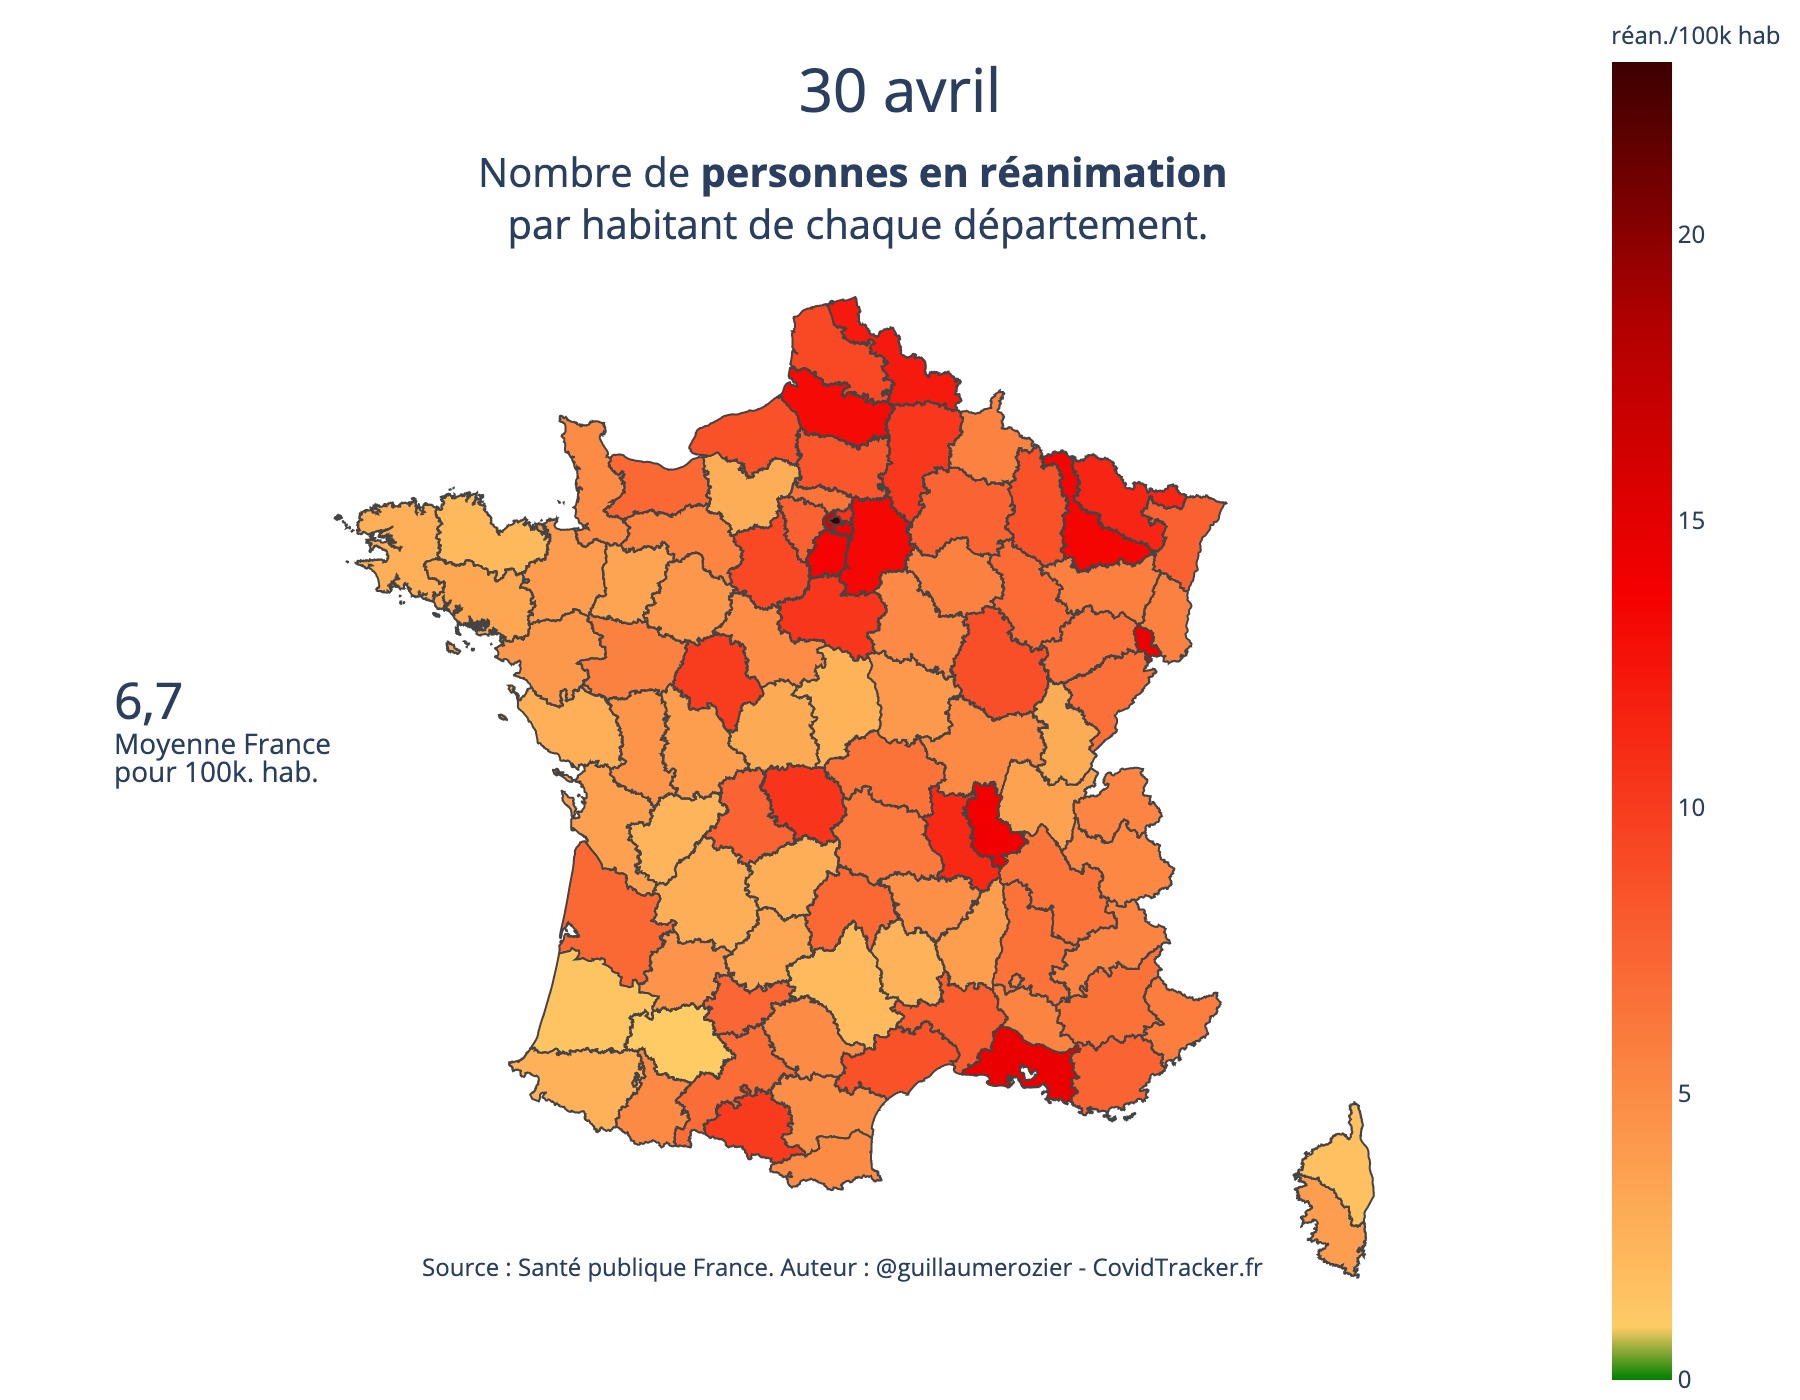 réan./100k hab
30 avril
Nombre de personnes en réanimation
par habitant de chaque département.
20
15
6,7
Moyenne France
pour 100k. hab.
10
5
Source : Santé publique France. Auteur : @guillaumerozier - CovidTracker.fr
0